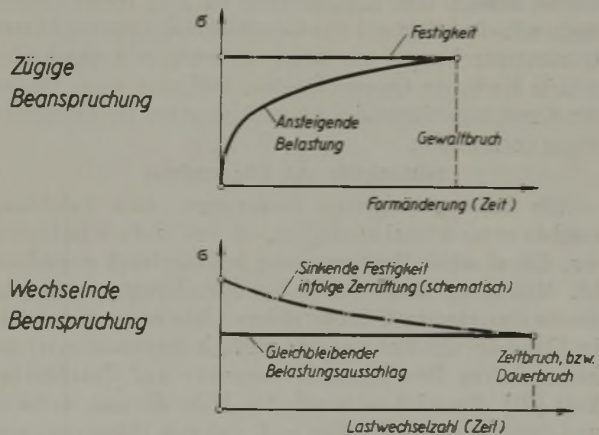 σ
Festigkeit
Zügige
Beanspruchung
Ansteigende
Belastung
Gewaltbruch
Formänderung (Zeit)
σ
Sinkende Festigkeit
infolge Zerrüttung (schematisch)
Wechselnde
Beanspruchung
Gleichbleibender
Belastungsausschlag
Zeitbruch, bzw.
Dauerbruch
Lastwechselzahl (Zeit)